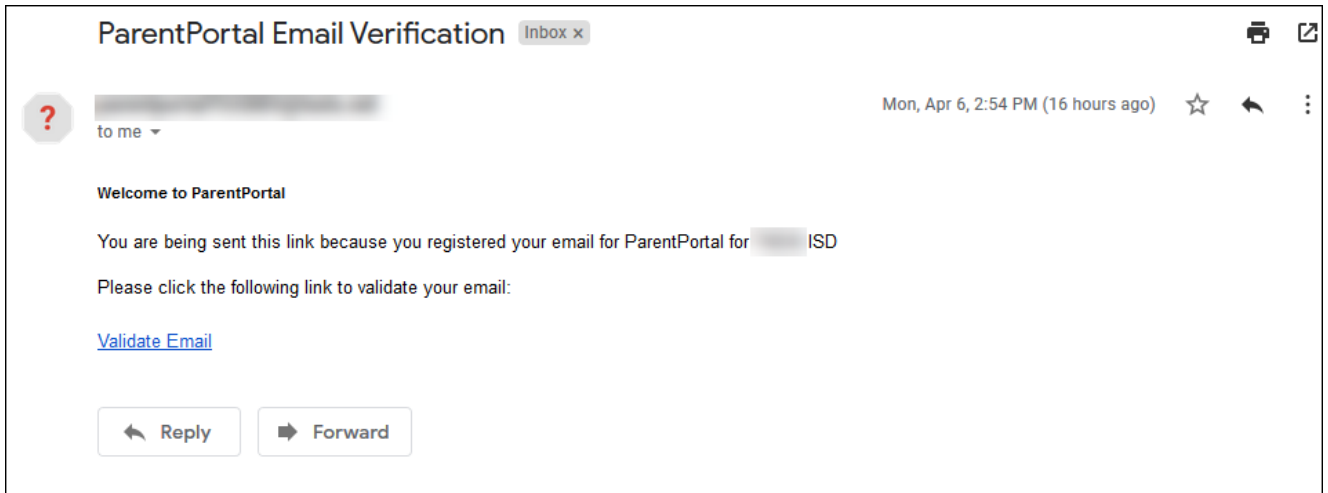 ParentPortal Email Verification Inbox ×
? Mon, Apr 6, 2:54 PM (16 hours ago)
to me
Welcome to ParentPortal
You are being sent this link because you registered your email for ParentPortal for ISD
Please click the following link to validate your email:
Validate Email
Reply Forward